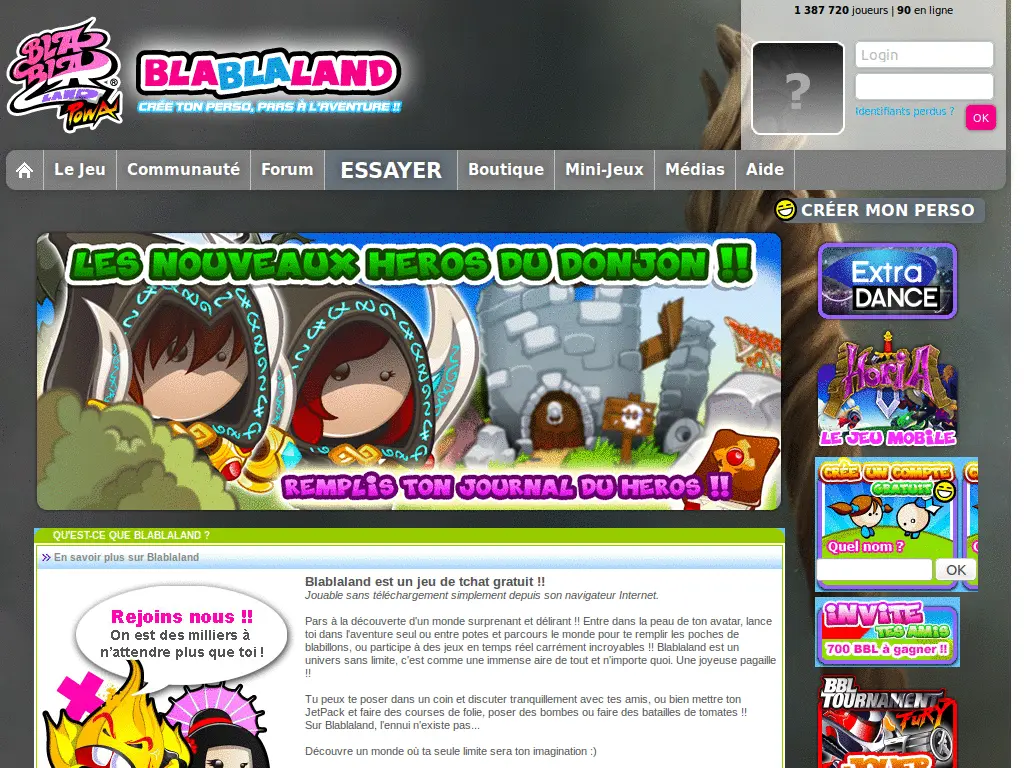 1 387 720 joueurs | 90 en ligne
BLA
BLA
LAND
TOWN
®
BLABLALAND
CRÉE TON PERSO, PARS À L'AVENTURE !!
?
Login
Identifiants perdus ?
OK
Le Jeu
Communauté
Forum
ESSAYER
Boutique
Mini-Jeux
Médias
Aide
CRÉER MON PERSO
LES NOUVEAUX HEROS DU DONJON !!
REMPLIS TON JOURNAL DU HEROS !!
Extra
DANCE
HORIA
LE JEU MOBILE
CRÉE UN COMPTE
GRATUIT
Quel nom ?
OK
INVITE
TES AMIS
700 BBL à gagner !!
BBL
TOURNAMENT
FURY
JOUER
QU'EST-CE QUE BLABLALAND ?
En savoir plus sur Blablaland
Rejoins nous !!
On est des milliers à
n'attendre plus que toi !
Blablaland est un jeu de tchat gratuit !!
Jouable sans téléchargement simplement depuis son navigateur Internet.
Pars à la découverte d'un monde surprenant et délirant !! Entre dans la peau de ton avatar, lance
toi dans l'aventure seul ou entre potes et parcours le monde pour te remplir les poches de
blabillons, ou participe à des jeux en temps réel carrément incroyables !! Blablaland est un
univers sans limite, c'est comme une immense aire de tout et n'importe quoi. Une joyeuse pagaille
!!
Tu peux te poser dans un coin et discuter tranquillement avec tes amis, ou bien mettre ton
JetPack et faire des courses de folie, poser des bombes ou faire des batailles de tomates !!
Sur Blablaland, l'ennui n'existe pas...
Découvre un monde où ta seule limite sera ton imagination :)